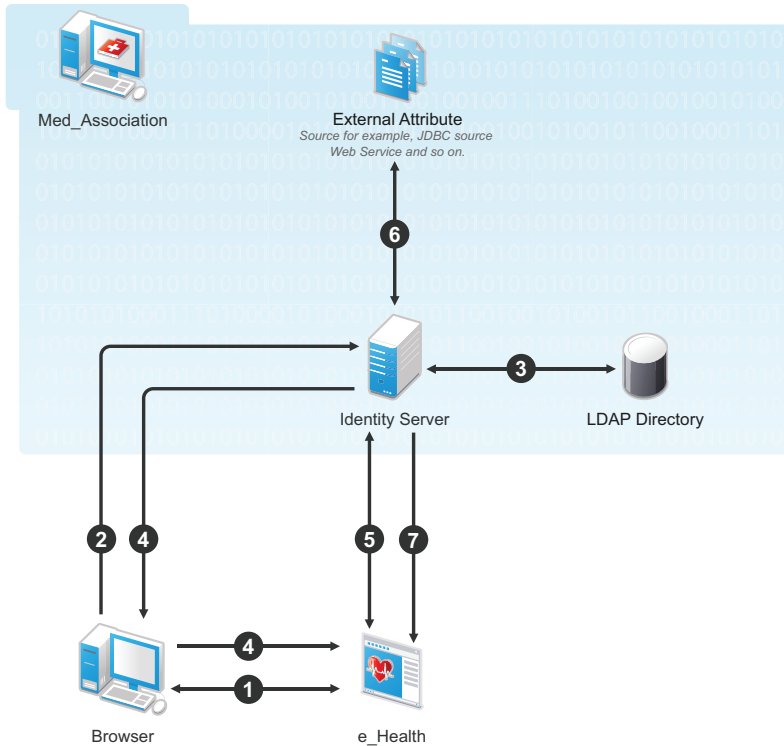 Med_Association
External Attribute
Source for example, JDBC source
Web Service and so on.
6
3
Identity Server
LDAP Directory
2
4
5
7
4
1
Browser
e_Health